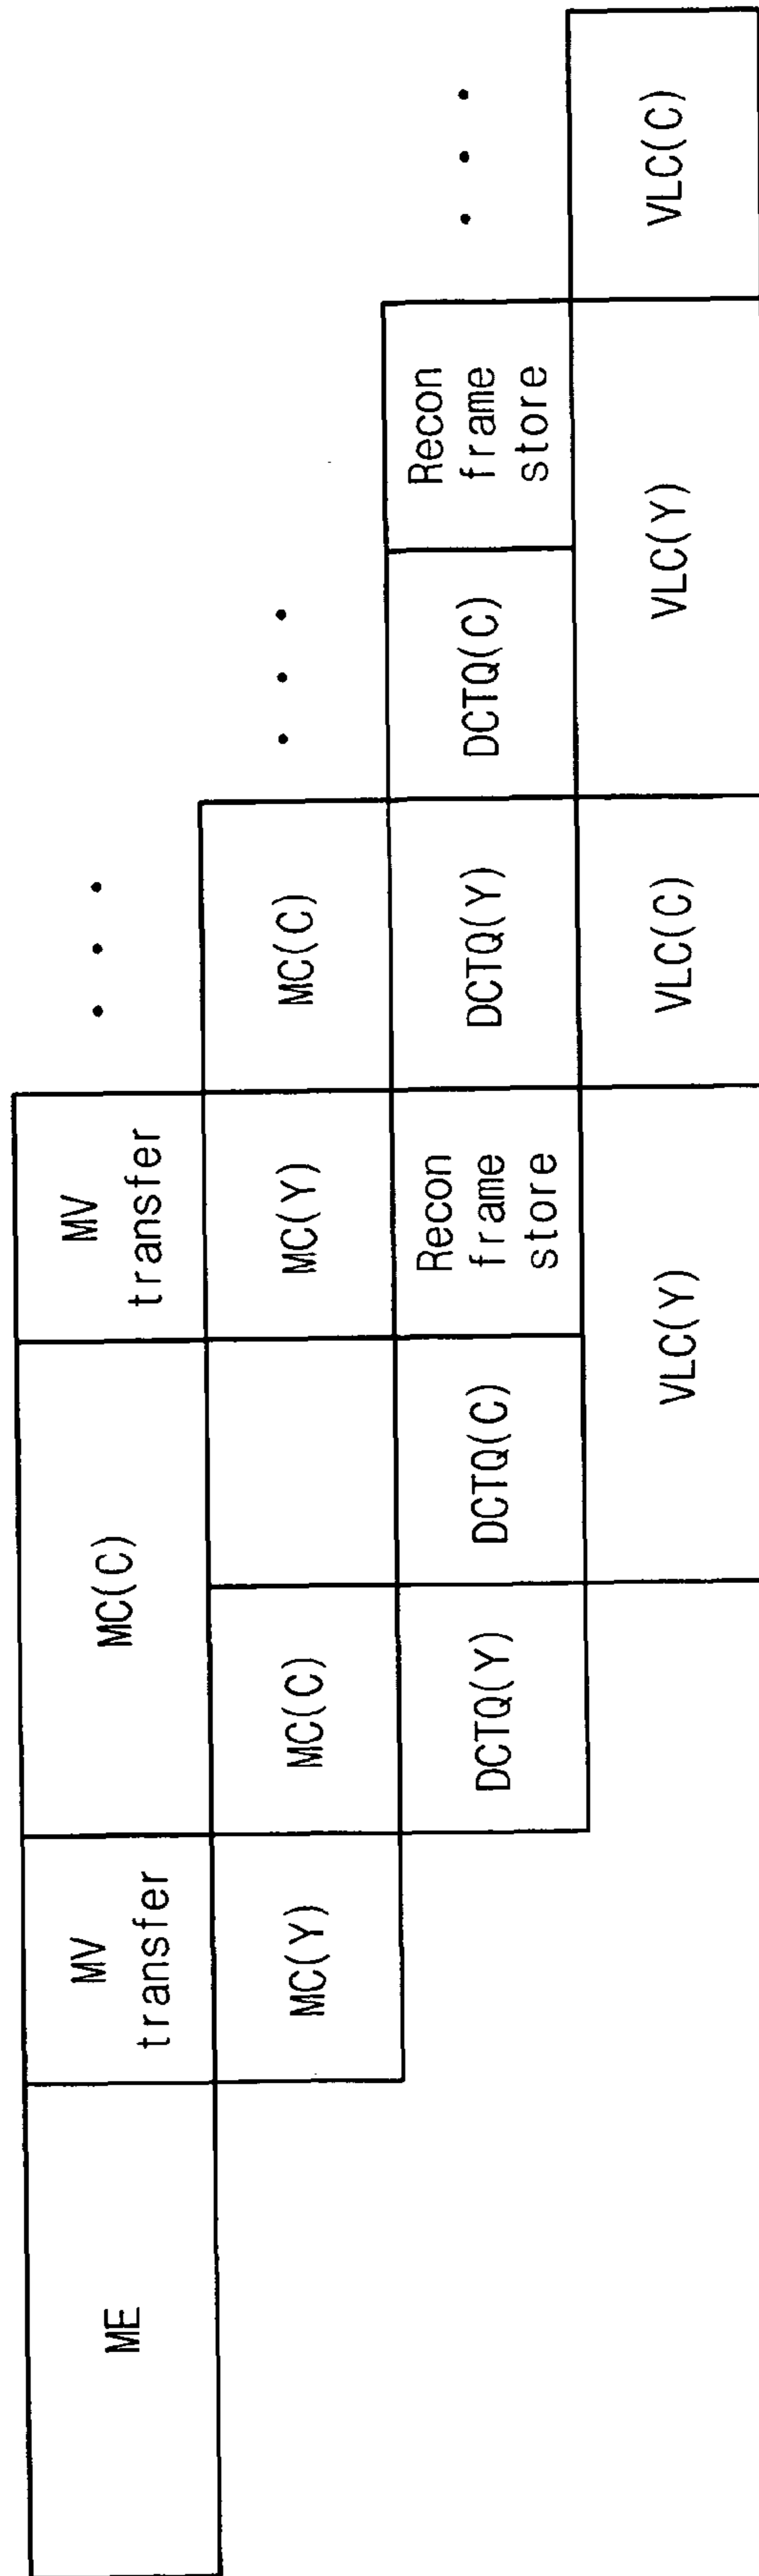 ME
MV
transfer
MC(C)
MV
transfer
MC(Y)
MC(C)
MC(Y)
MC(C)
DCTQ(Y)
DCTQ(C)
Recon
frame
store
DCTQ(Y)
DCTQ(C)
Recon
frame
store
VLC(Y)
VLC(C)
VLC(Y)
VLC(C)